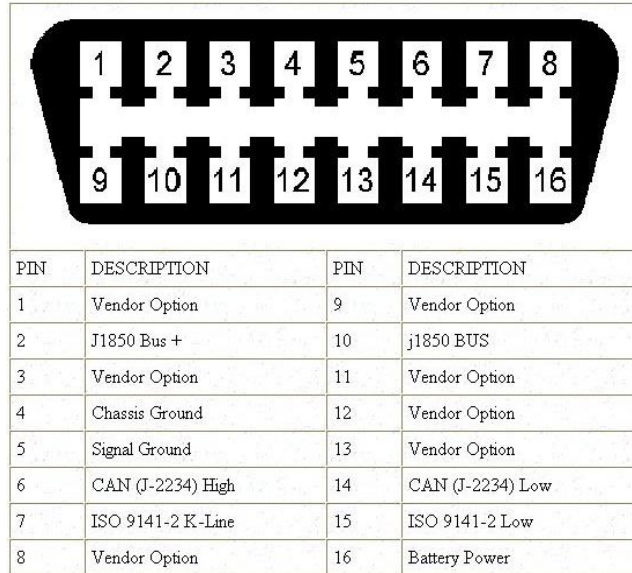 1 2 3 4 5 6 7 8
9 10 11 12 13 14 15 16
PIN DESCRIPTION PIN DESCRIPTION
1 Vendor Option 9 Vendor Option
2 J1850 Bus + 10 j1850 BUS
3 Vendor Option 11 Vendor Option
4 Chassis Ground 12 Vendor Option
5 Signal Ground 13 Vendor Option
6 CAN (J-2234) High 14 CAN (J-2234) Low
7 ISO 9141-2 K-Line 15 ISO 9141-2 Low
8 Vendor Option 16 Battery Power